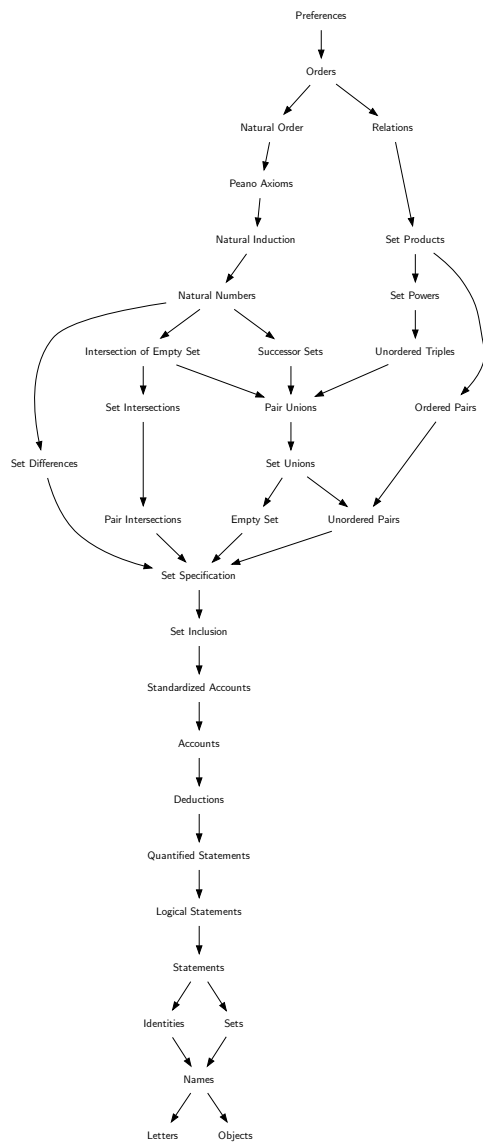 Preferences
Orders
Natural Order
Relations
Peano Axioms
Natural Induction
Set Products
Natural Numbers
Set Powers
Intersection of Empty Set
Successor Sets
Unordered Triples
Set Intersections
Pair Unions
Ordered Pairs
Set Differences
Set Unions
Pair Intersections
Empty Set
Unordered Pairs
Set Specification
Set Inclusion
Standardized Accounts
Accounts
Deductions
Quantified Statements
Logical Statements
Statements
Identities
Sets
Names
Letters
Objects